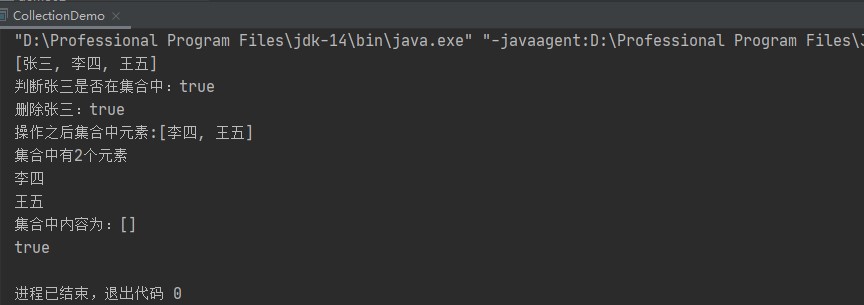 CollectionDemo ×
"D:\Professional Program Files\jdk-14\bin\java.exe" "-javaagent:D:\Professional Program Files\J
[张三, 李四, 王五]
判断张三是否在集合中：true
删除张三：true
操作之后集合中元素:[李四, 王五]
集合中有2个元素
李四
王五
集合中内容为：[]
true
进程已结束，退出代码 0